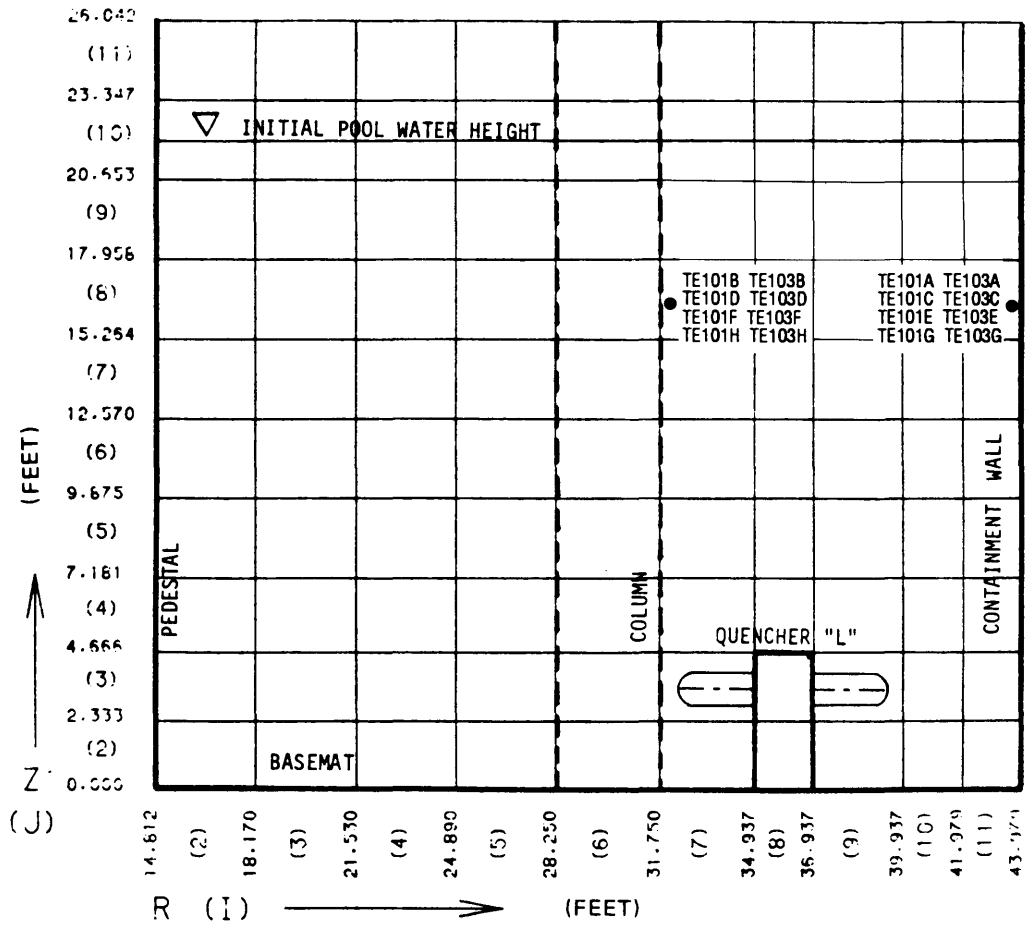 26.042
(11)
23.347
(10)
▽ INITIAL POOL WATER HEIGHT
20.653
(9)
17.958
(8)
TE101B TE103B
TE101D TE103D
TE101F TE103F
TE101H TE103H
TE101A TE103A
TE101C TE103C
TE101E TE103E
TE101G TE103G
15.264
(7)
12.570
(6)
9.875
(5)
7.181
(4)
4.666
(3)
2.333
(2)
0.000
(FEET)
Z
(J)
PEDESTAL
BASEMAT
COLUMN
QUENCHER "L"
CONTAINMENT WALL
14.812
(2)
18.170
(3)
21.530
(4)
24.890
(5)
28.250
(6)
31.750
(7)
34.937
(8)
36.937
(9)
39.937
(10)
41.979
(11)
43.979
R (I)
(FEET)